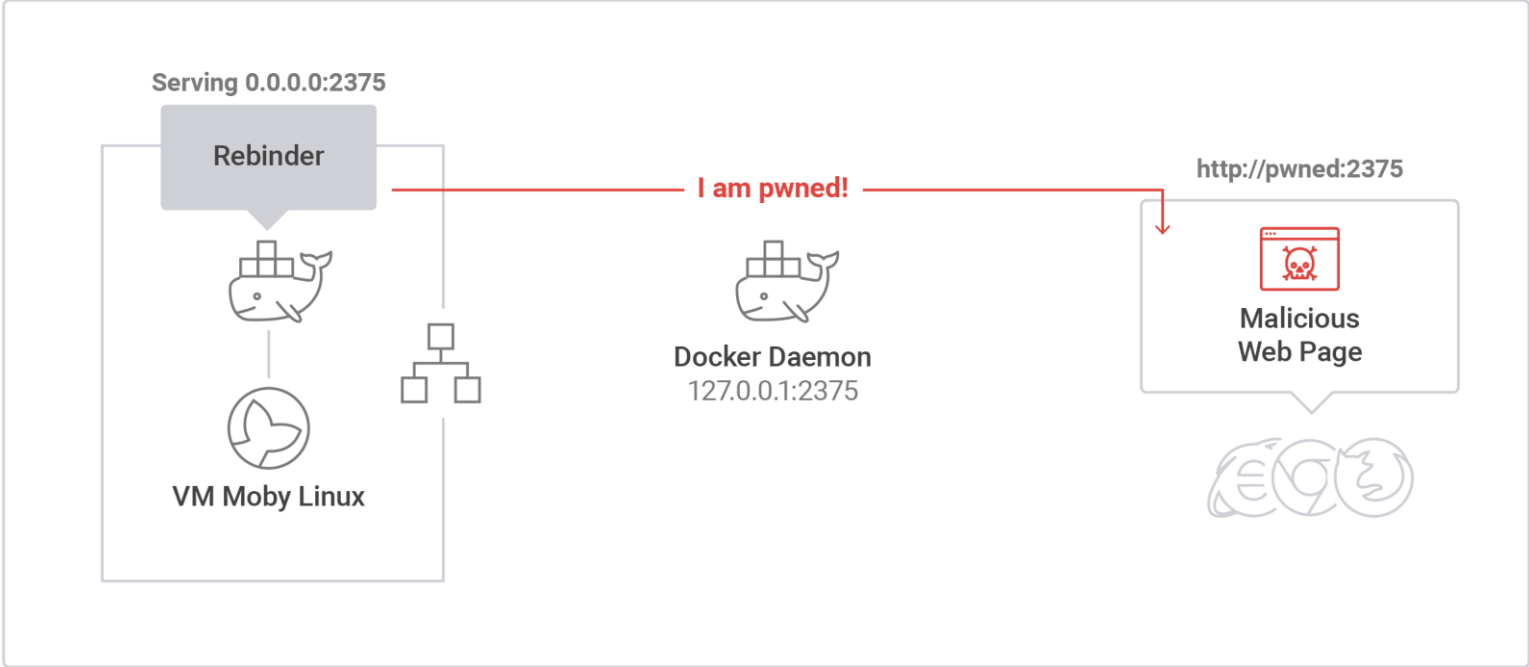 Serving 0.0.0.0:2375
Rebinder
I am pwned!
http://pwned:2375
Docker Daemon
127.0.0.1:2375
Malicious
Web Page
VM Moby Linux